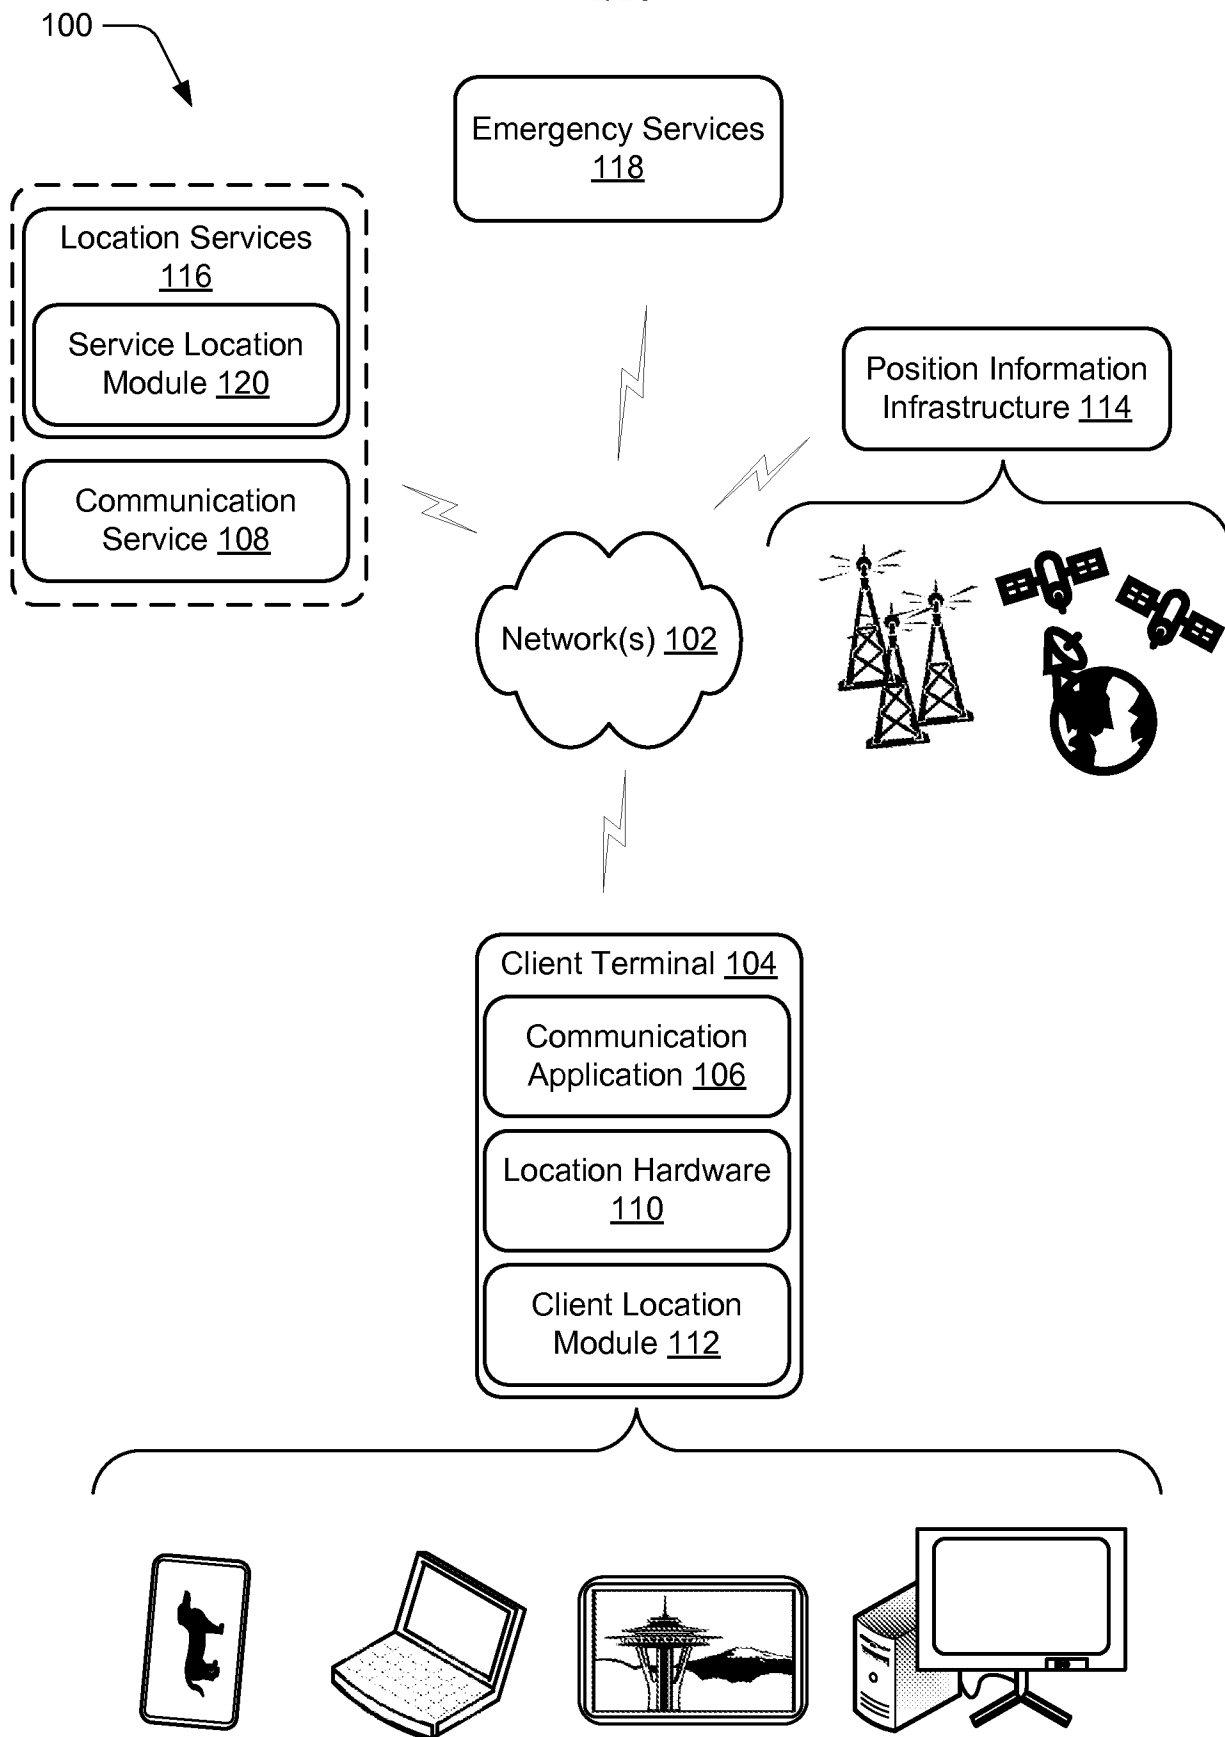 100
Emergency Services
118
Location Services
116
Service Location
Module 120
Communication
Service 108
Position Information
Infrastructure 114
Network(s) 102
Client Terminal 104
Communication
Application 106
Location Hardware
110
Client Location
Module 112